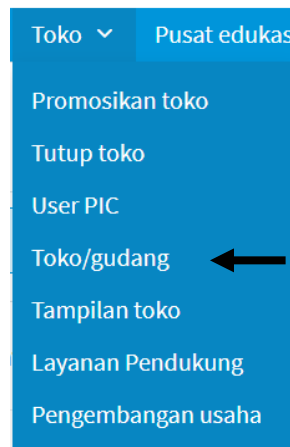 Toko Pusat edukas
Promosikan toko
Tutup toko
User PIC
Toko/gudang
Tampilan toko
Layanan Pendukung
Pengembangan usaha